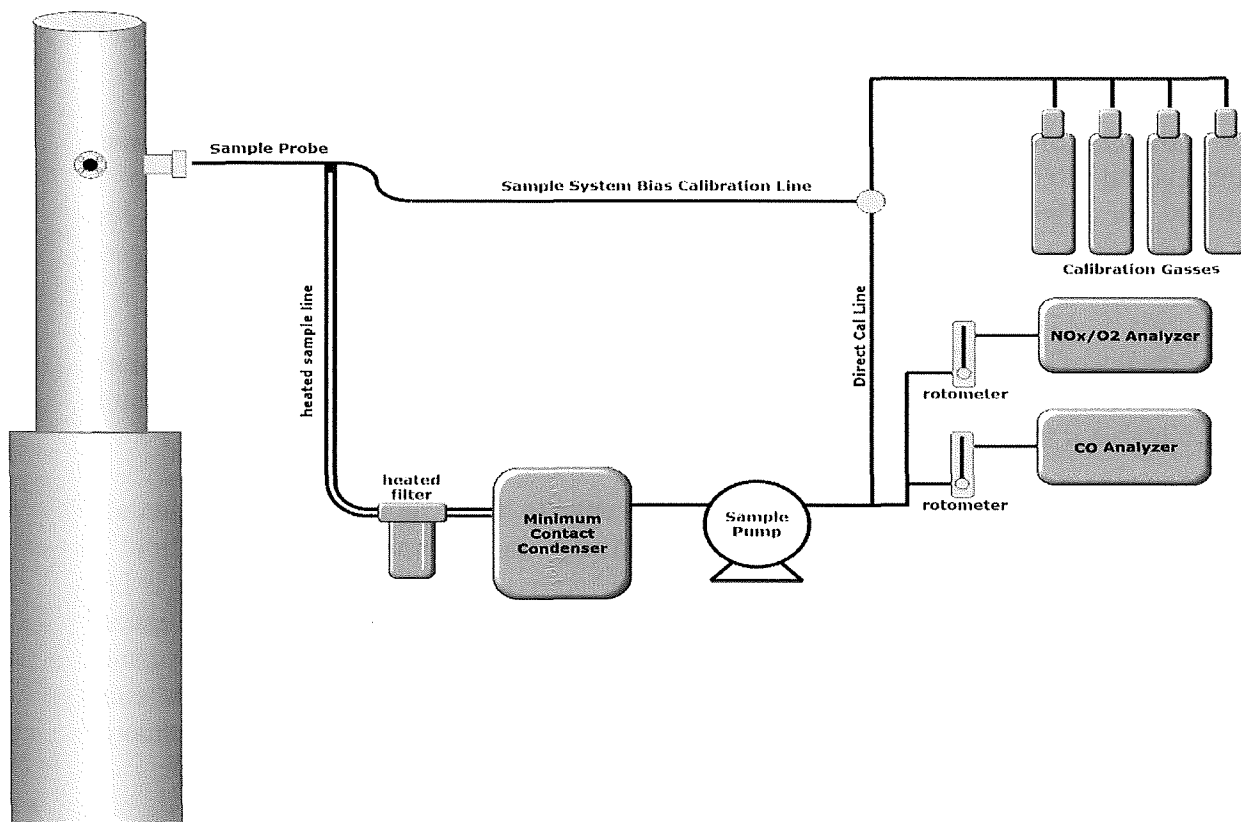 Sample Probe
Sample System Bias Calibration Line
Calibration Gasses
heated sample line
Direct Cal Line
NOx/O2 Analyzer
rotometer
CO Analyzer
rotometer
heated
filter
Minimum
Contact
Condenser
Sample
Pump